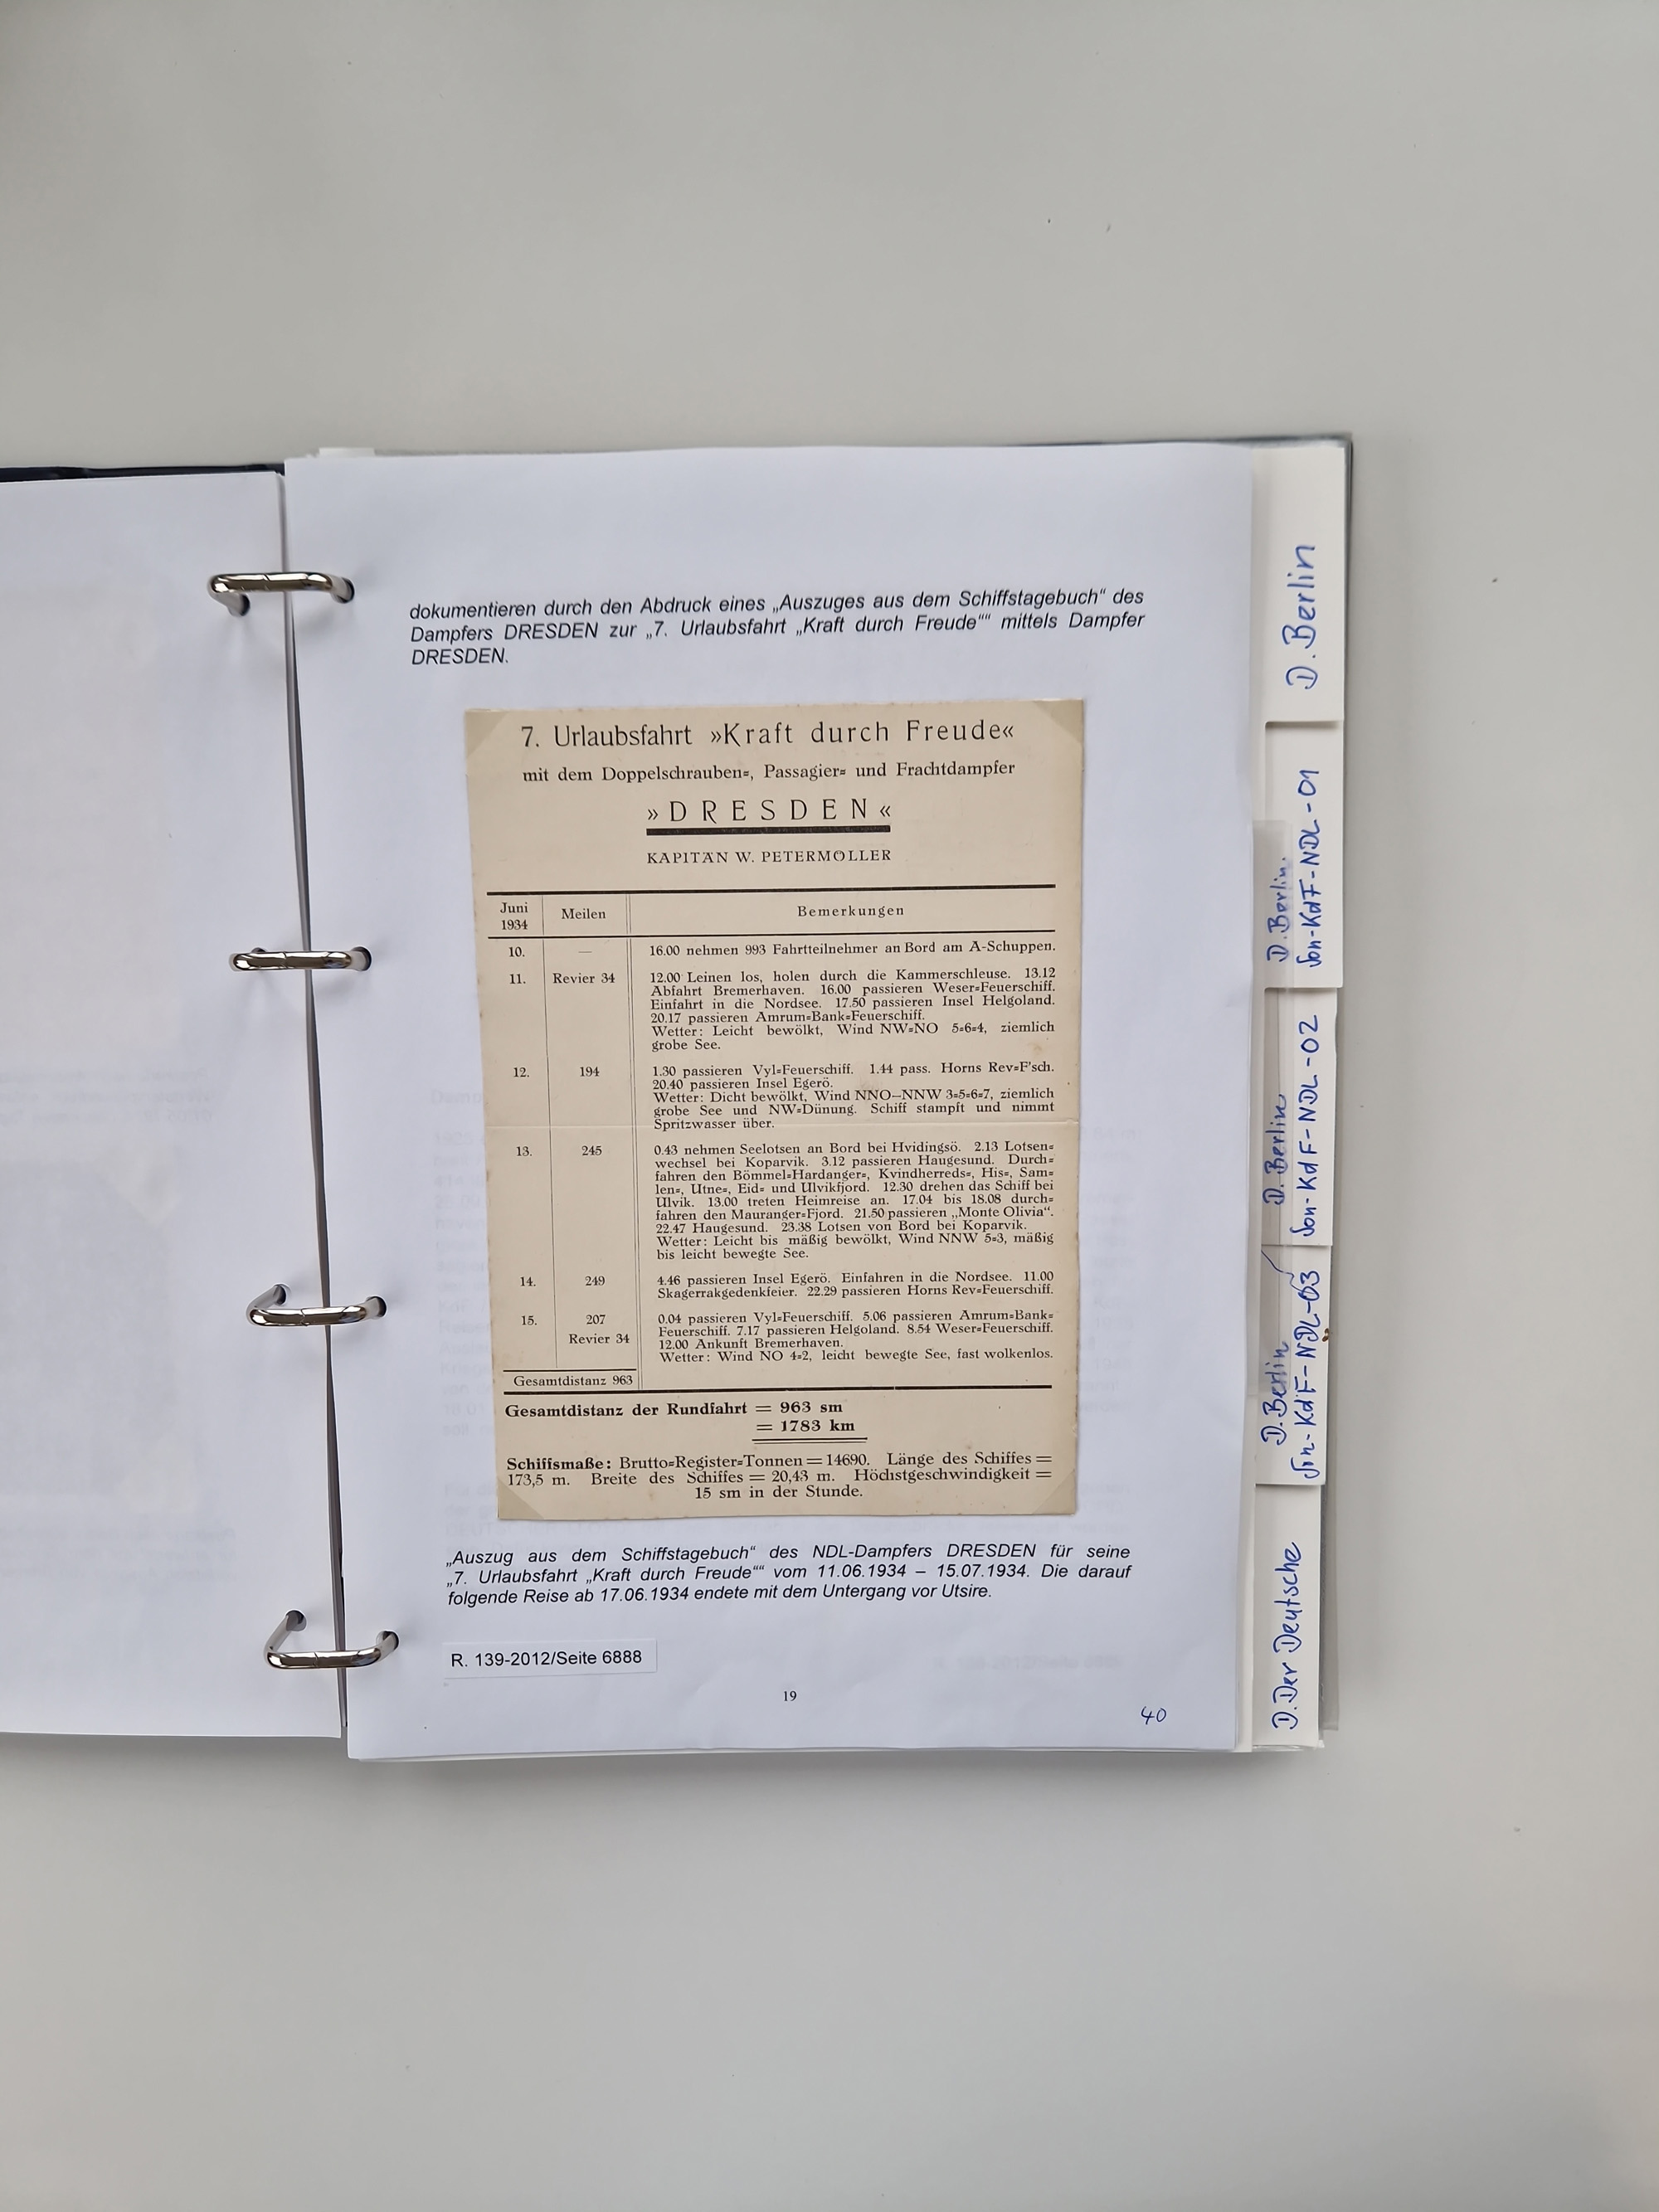 dokumentieren durch den Abdruck eines „Auszuges aus dem Schiffstagebuch“ des
Dampfers DRESDEN zur „7. Urlaubsfahrt „Kraft durch Freude““ mittels Dampfer
DRESDEN.
7. Urlaubsfahrt »Kraft durch Freude«
mit dem Doppelschrauben-, Passagier- und Frachtdampfer
»DRESDEN«
KAPITÄN W. PETERMÖLLER
Juni 1934 Meilen Bemerkungen
10. — 16.00 nehmen 993 Fahrtteilnehmer an Bord am A-Schuppen.
11. Revier 34 12.00 Leinen los, holen durch die Kammerschleuse. 13.12
Abfahrt Bremerhaven. 16.00 passieren Weser-Feuerschiff.
Einfahrt in die Nordsee. 17.50 passieren Insel Helgoland.
20.17 passieren Amrum-Bank-Feuerschiff.
Wetter: Leicht bewölkt, Wind NW-NO 5-6-4, ziemlich
grobe See.
12. 194 1.30 passieren Vyl-Feuerschiff. 1.44 pass. Horns Rev-F'sch.
20.40 passieren Insel Egerö.
Wetter: Dicht bewölkt, Wind NNO—NNW 3-5-6-7, ziemlich
grobe See und NW-Dünung. Schiff stampft und nimmt
Spritzwasser über.
13. 245 0.43 nehmen Seelotsen an Bord bei Hvidingsö. 2.13 Lotsen-
wechsel bei Koparvik. 3.12 passieren Haugesund. Durch-
fahren den Bömmel-Hardanger-, Kvindherreds-, His-, Sam-
len-, Utne-, Eid- und Ulvikfjord. 12.30 drehen das Schiff bei
Ulvik. 13.00 treten Heimreise an. 17.04 bis 18.08 durch-
fahren den Mauranger-Fjord. 21.50 passieren „Monte Olivia“.
22.47 Haugesund. 23.38 Lotsen von Bord bei Koparvik.
Wetter: Leicht bis mäßig bewölkt, Wind NNW 5-3, mäßig
bis leicht bewegte See.
14. 249 4.46 passieren Insel Egerö. Einfahren in die Nordsee. 11.00
Skagerrakgedenkfeier. 22.29 passieren Horns Rev-Feuerschiff.
15. 207 0.04 passieren Vyl-Feuerschiff. 5.06 passieren Amrum-Bank-
Feuerschiff. 7.17 passieren Helgoland. 8.54 Weser-Feuerschiff.
Revier 34 12.00 Ankunft Bremerhaven.
Wetter: Wind NO 4-2, leicht bewegte See, fast wolkenlos.
Gesamtdistanz 963
Gesamtdistanz der Rundfahrt = 963 sm
= 1783 km
Schiffsmaße: Brutto-Register-Tonnen = 14690. Länge des Schiffes =
173,5 m. Breite des Schiffes = 20,43 m. Höchstgeschwindigkeit =
15 sm in der Stunde.
„Auszug aus dem Schiffstagebuch“ des NDL-Dampfers DRESDEN für seine
„7. Urlaubsfahrt „Kraft durch Freude““ vom 11.06.1934 – 15.07.1934. Die darauf
folgende Reise ab 17.06.1934 endete mit dem Untergang vor Utsire.
R. 139-2012/Seite 6888
19
40
D. Berlin
D. Berlin.
Son-KdF-NDL-01
D. Berlin
Son-KdF-NDL-02
D. Berlin
Son-KdF-NDL-03
D. Der Deutsche